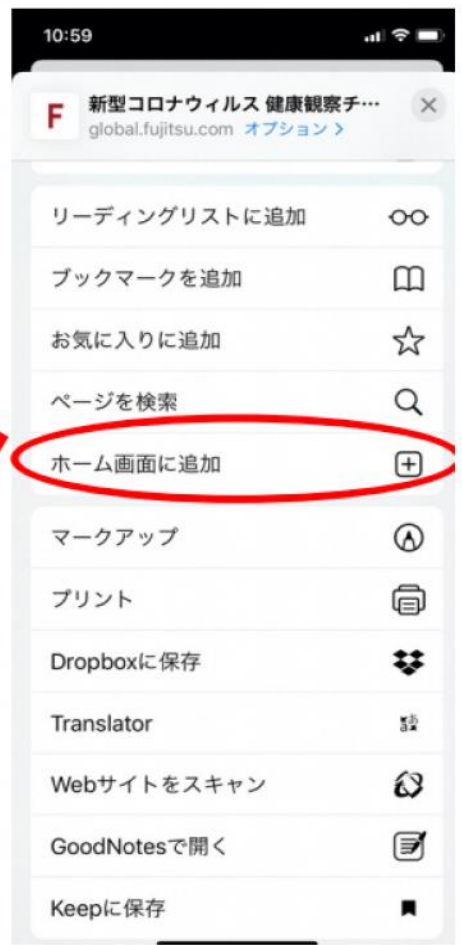 10:59
F
新型コロナウィルス 健康観察チ…
global.fujitsu.com オプション >
リーディングリストに追加
ブックマークを追加
お気に入りに追加
ページを検索
ホーム画面に追加
マークアップ
プリント
Dropboxに保存
Translator
Webサイトをスキャン
GoodNotesで開く
Keepに保存